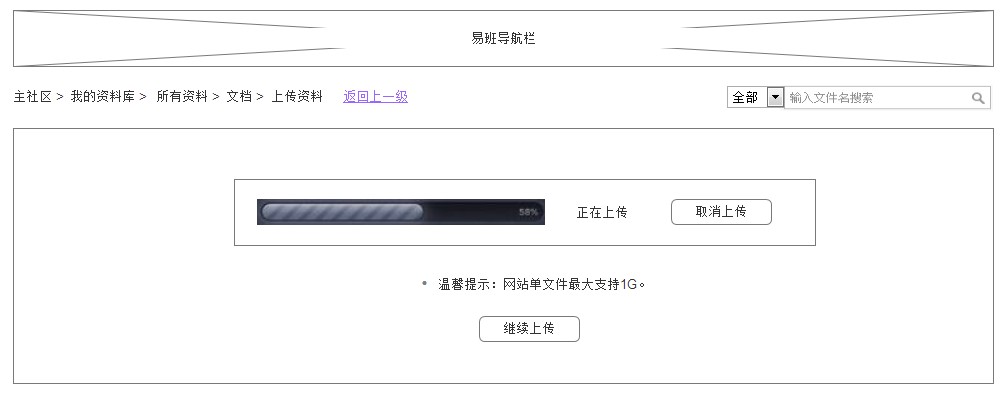 易班导航栏
主社区 > 我的资料库 > 所有资料 > 文档 > 上传资料 返回上一级 全部 输入文件名搜索
58% 正在上传 取消上传
• 温馨提示：网站单文件最大支持1G。
继续上传